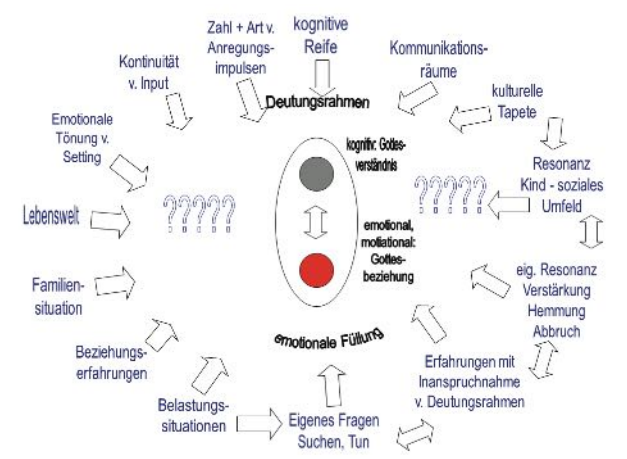 Zahl + Art v.
Anregungs-
impulsen
kognitive
Reife
Kommunikations-
räume
Kontinuität
v. Input
kulturelle
Tapete
Deutungsrahmen
Emotionale
Tönung v.
Setting
kognitiv: Gottes-
verständnis
Resonanz
Kind - soziales
Umfeld
?????
?????
Lebenswelt
emotional,
motiational:
Gottes-
beziehung
Familien-
situation
eig. Resonanz
Verstärkung
Hemmung
Abbruch
emotionale Füllung
Beziehungs-
erfahrungen
Erfahrungen mit
Inanspruchnahme
v. Deutungsrahmen
Belastungs-
situationen
Eigenes Fragen
Suchen, Tun